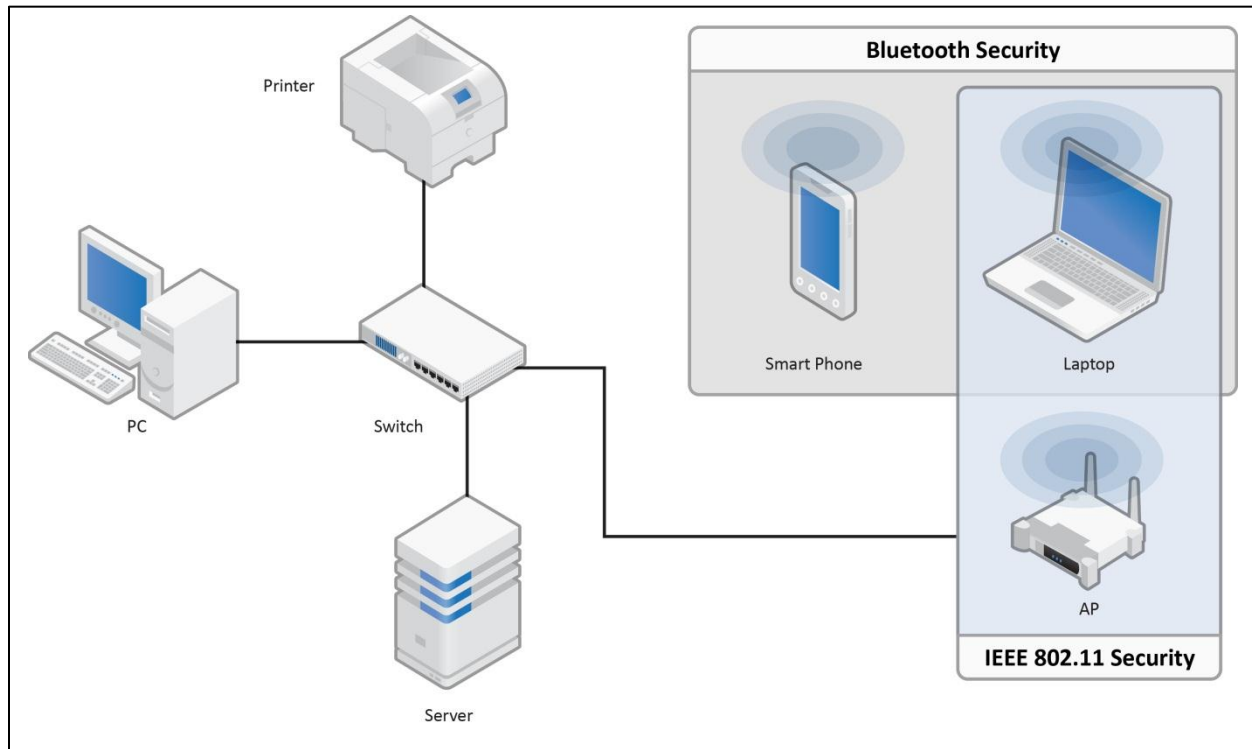 Bluetooth Security
Printer
Smart Phone
Laptop
PC
Switch
AP
IEEE 802.11 Security
Server